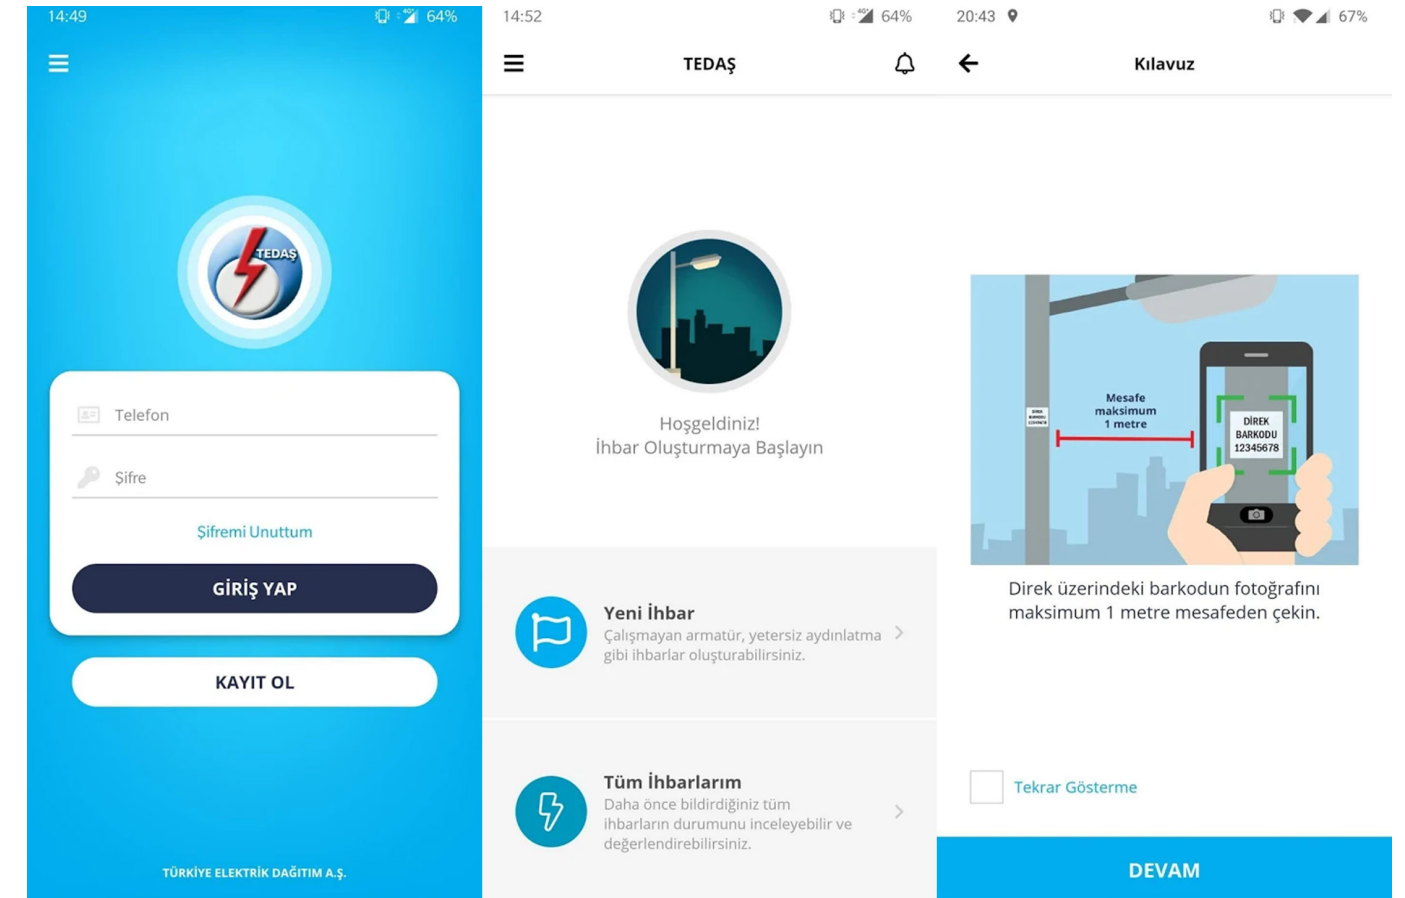 14:49
64%
TEDAŞ
Telefon
Şifre
Şifremi Unuttum
GİRİŞ YAP
KAYIT OL
TÜRKİYE ELEKTRİK DAĞITIM A.Ş.
14:52
4G+
64%
TEDAŞ
Hoşgeldiniz!
İhbar Oluşturmaya Başlayın
Yeni İhbar
Çalışmayan armatür, yetersiz aydınlatma
gibi ihbarlar oluşturabilirsiniz.
Tüm İhbarlarım
Daha önce bildirdiğiniz tüm
ihbarların durumunu inceleyebilir ve
değerlendirebilirsiniz.
20:43
67%
Kılavuz
Mesafe
maksimum
1 metre
DİREK
BARKODU
12345678
Direk üzerindeki barkodun fotoğrafını
maksimum 1 metre mesafeden çekin.
Tekrar Gösterme
DEVAM